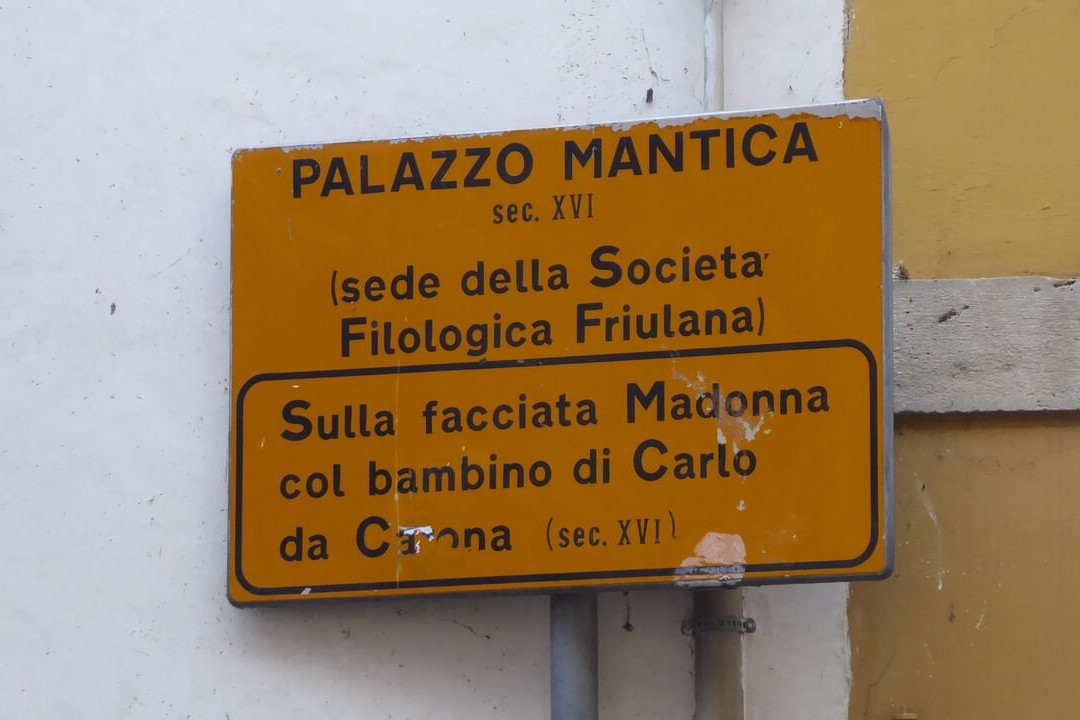 PALAZZO MANTICA
sec. XVI
(sede della Societa'
Filologica Friulana)
Sulla facciata Madonna
col bambino di Carlo
da Carona (sec. XVI)